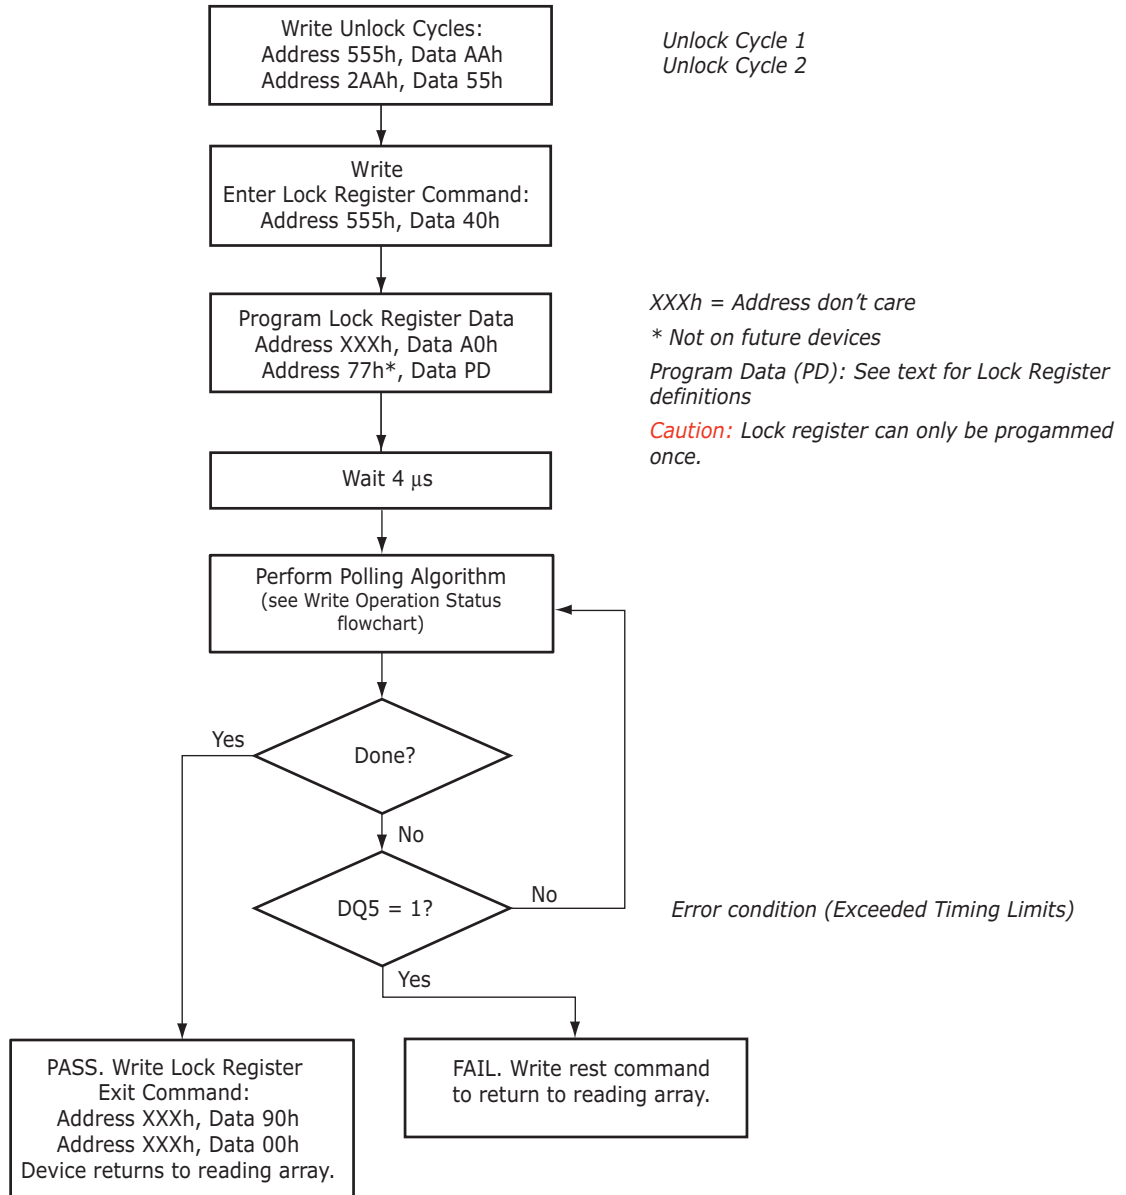 Write Unlock Cycles:
Address 555h, Data AAh
Address 2AAh, Data 55h
Unlock Cycle 1
Unlock Cycle 2
Write
Enter Lock Register Command:
Address 555h, Data 40h
Program Lock Register Data
Address XXXh, Data A0h
Address 77h*, Data PD
XXXh = Address don’t care
* Not on future devices
Program Data (PD): See text for Lock Register
definitions
Caution: Lock register can only be progammed
once.
Wait 4 μs
Perform Polling Algorithm
(see Write Operation Status
flowchart)
Yes
Done?
No
DQ5 = 1?
No
Error condition (Exceeded Timing Limits)
Yes
PASS. Write Lock Register
Exit Command:
Address XXXh, Data 90h
Address XXXh, Data 00h
Device returns to reading array.
FAIL. Write rest command
to return to reading array.